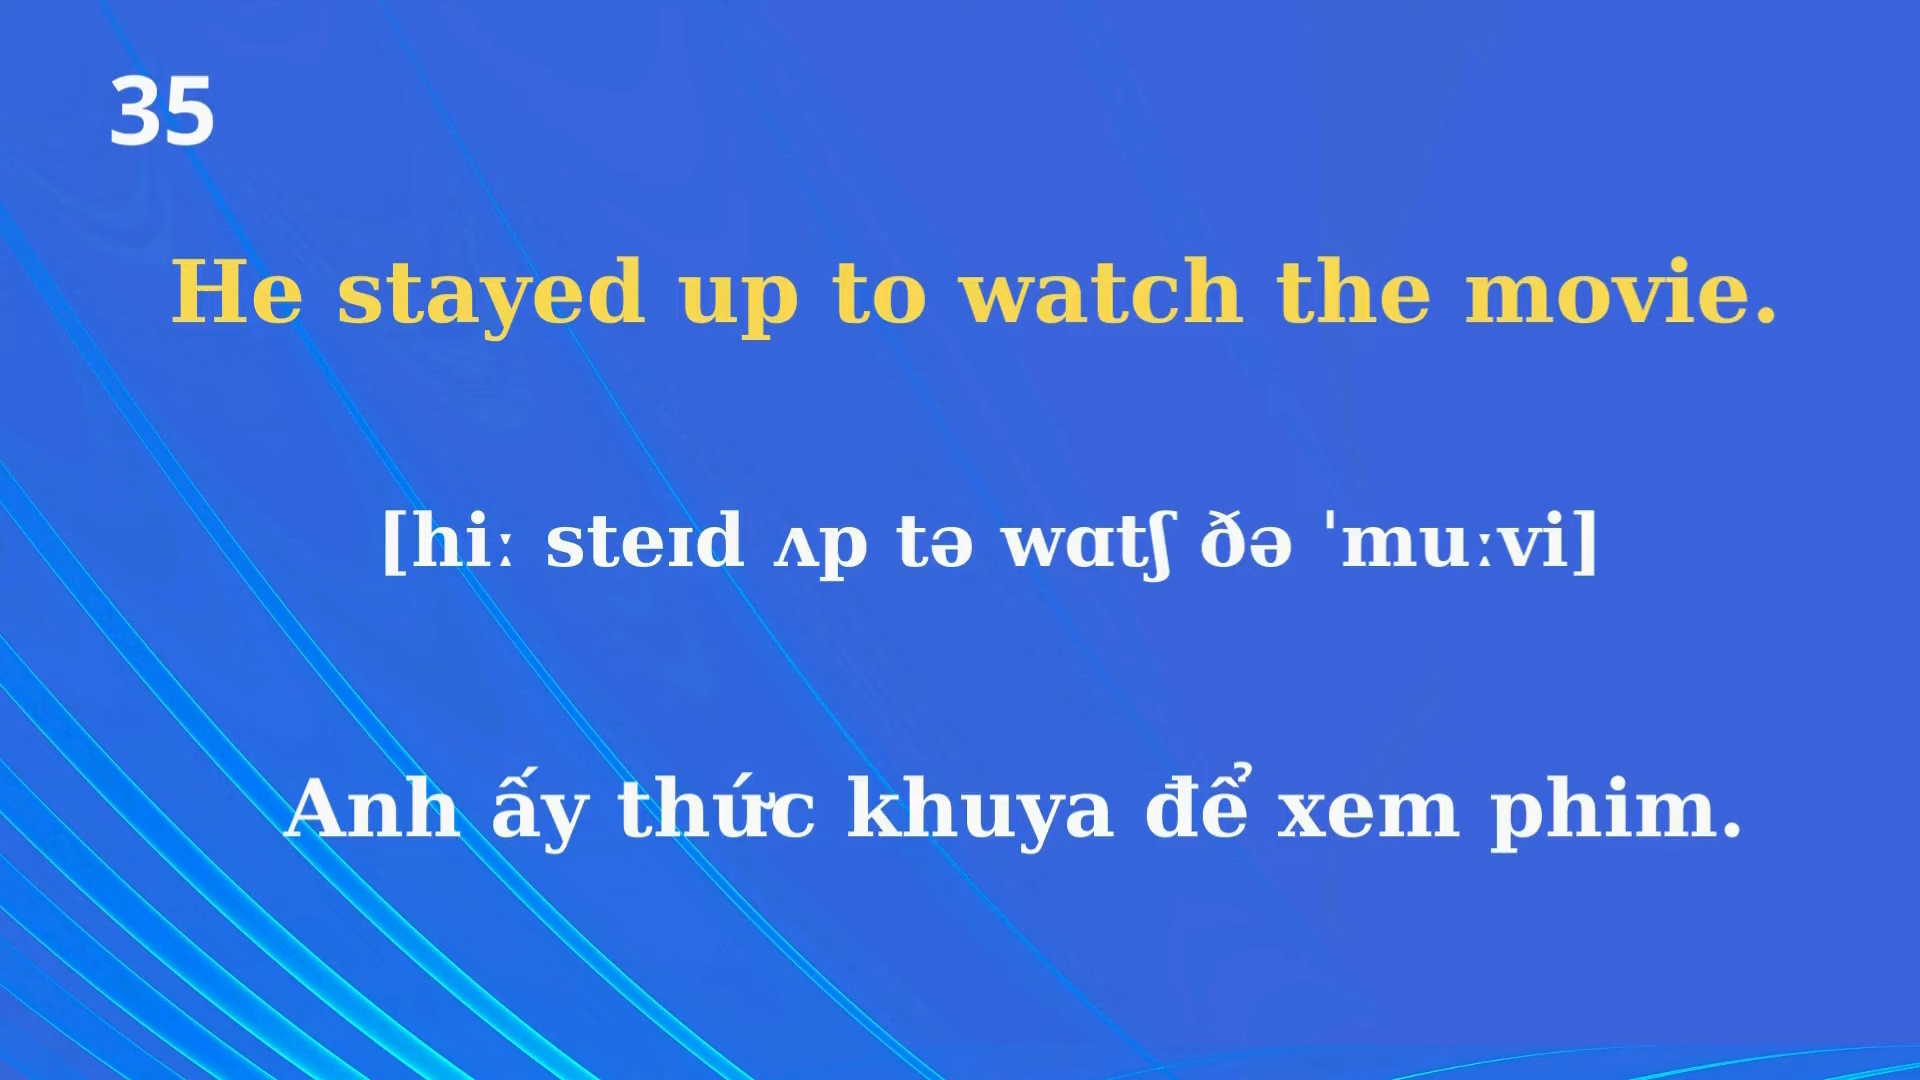 35
He stayed up to watch the movie.
[hiː steɪd ʌp tə wɑtʃ ðə ˈmuːvi]
Anh ấy thức khuya để xem phim.